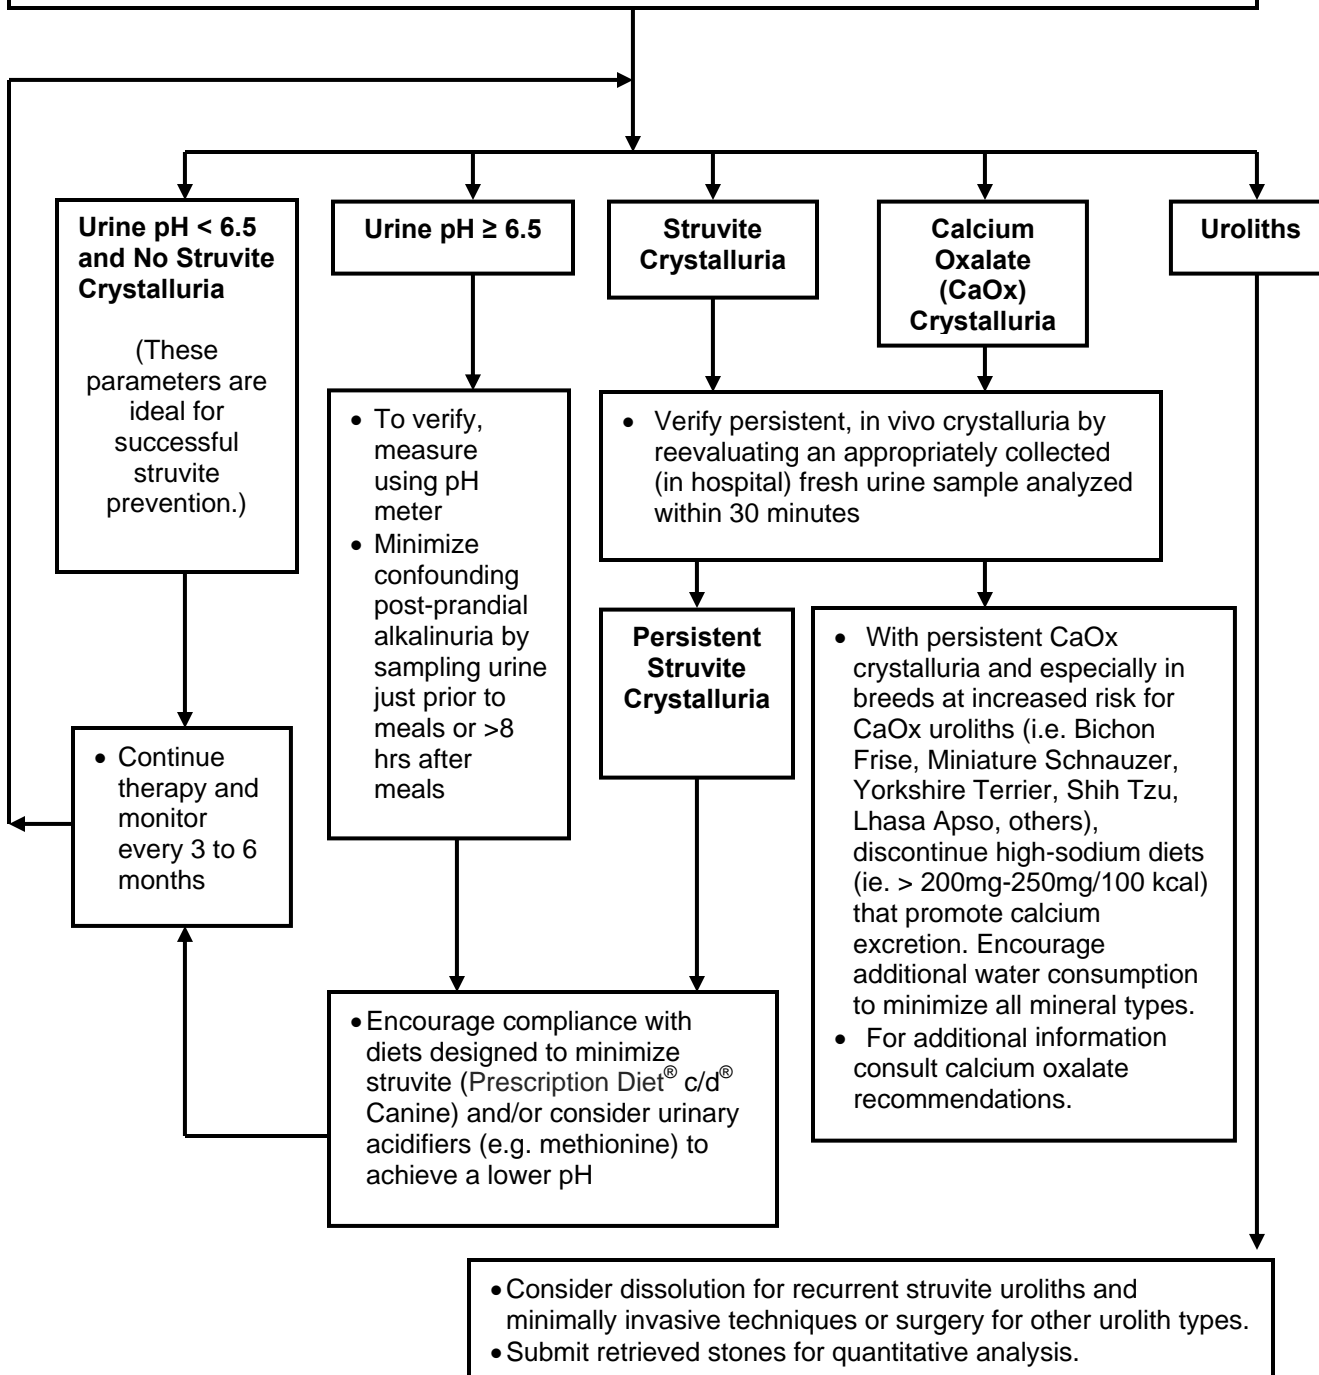 Urine pH < 6.5
and No Struvite
Crystalluria
(These
parameters are
ideal for
successful
struvite
prevention.)
Urine pH ≥ 6.5
Struvite
Crystalluria
Calcium
Oxalate
(CaOx)
Crystalluria
Uroliths
• To verify,
measure
using pH
meter
• Minimize
confounding
post-prandial
alkalinuria by
sampling urine
just prior to
meals or >8
hrs after
meals
• Verify persistent, in vivo crystalluria by
reevaluating an appropriately collected
(in hospital) fresh urine sample analyzed
within 30 minutes
Persistent
Struvite
Crystalluria
• With persistent CaOx
crystalluria and especially in
breeds at increased risk for
CaOx uroliths (i.e. Bichon
Frise, Miniature Schnauzer,
Yorkshire Terrier, Shih Tzu,
Lhasa Apso, others),
discontinue high-sodium diets
(ie. > 200mg-250mg/100 kcal)
that promote calcium
excretion. Encourage
additional water consumption
to minimize all mineral types.
• For additional information
consult calcium oxalate
recommendations.
• Continue
therapy and
monitor
every 3 to 6
months
• Encourage compliance with
diets designed to minimize
struvite (Prescription Diet® c/d®
Canine) and/or consider urinary
acidifiers (e.g. methionine) to
achieve a lower pH
• Consider dissolution for recurrent struvite uroliths and
minimally invasive techniques or surgery for other urolith types.
• Submit retrieved stones for quantitative analysis.